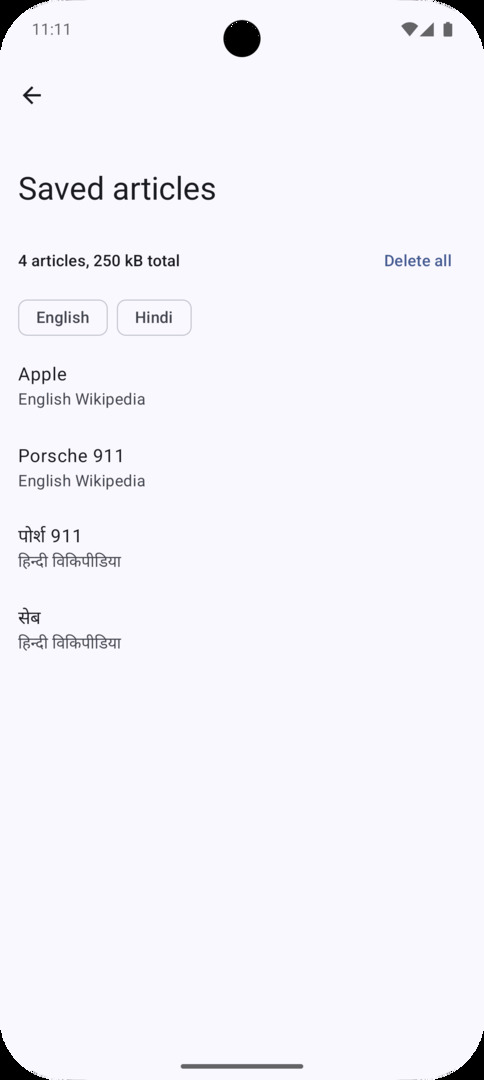 11:11
Saved articles
4 articles, 250 kB total
Delete all
English
Hindi
Apple
English Wikipedia
Porsche 911
English Wikipedia
पोर्श 911
हिन्दी विकिपीडिया
सेब
हिन्दी विकिपीडिया